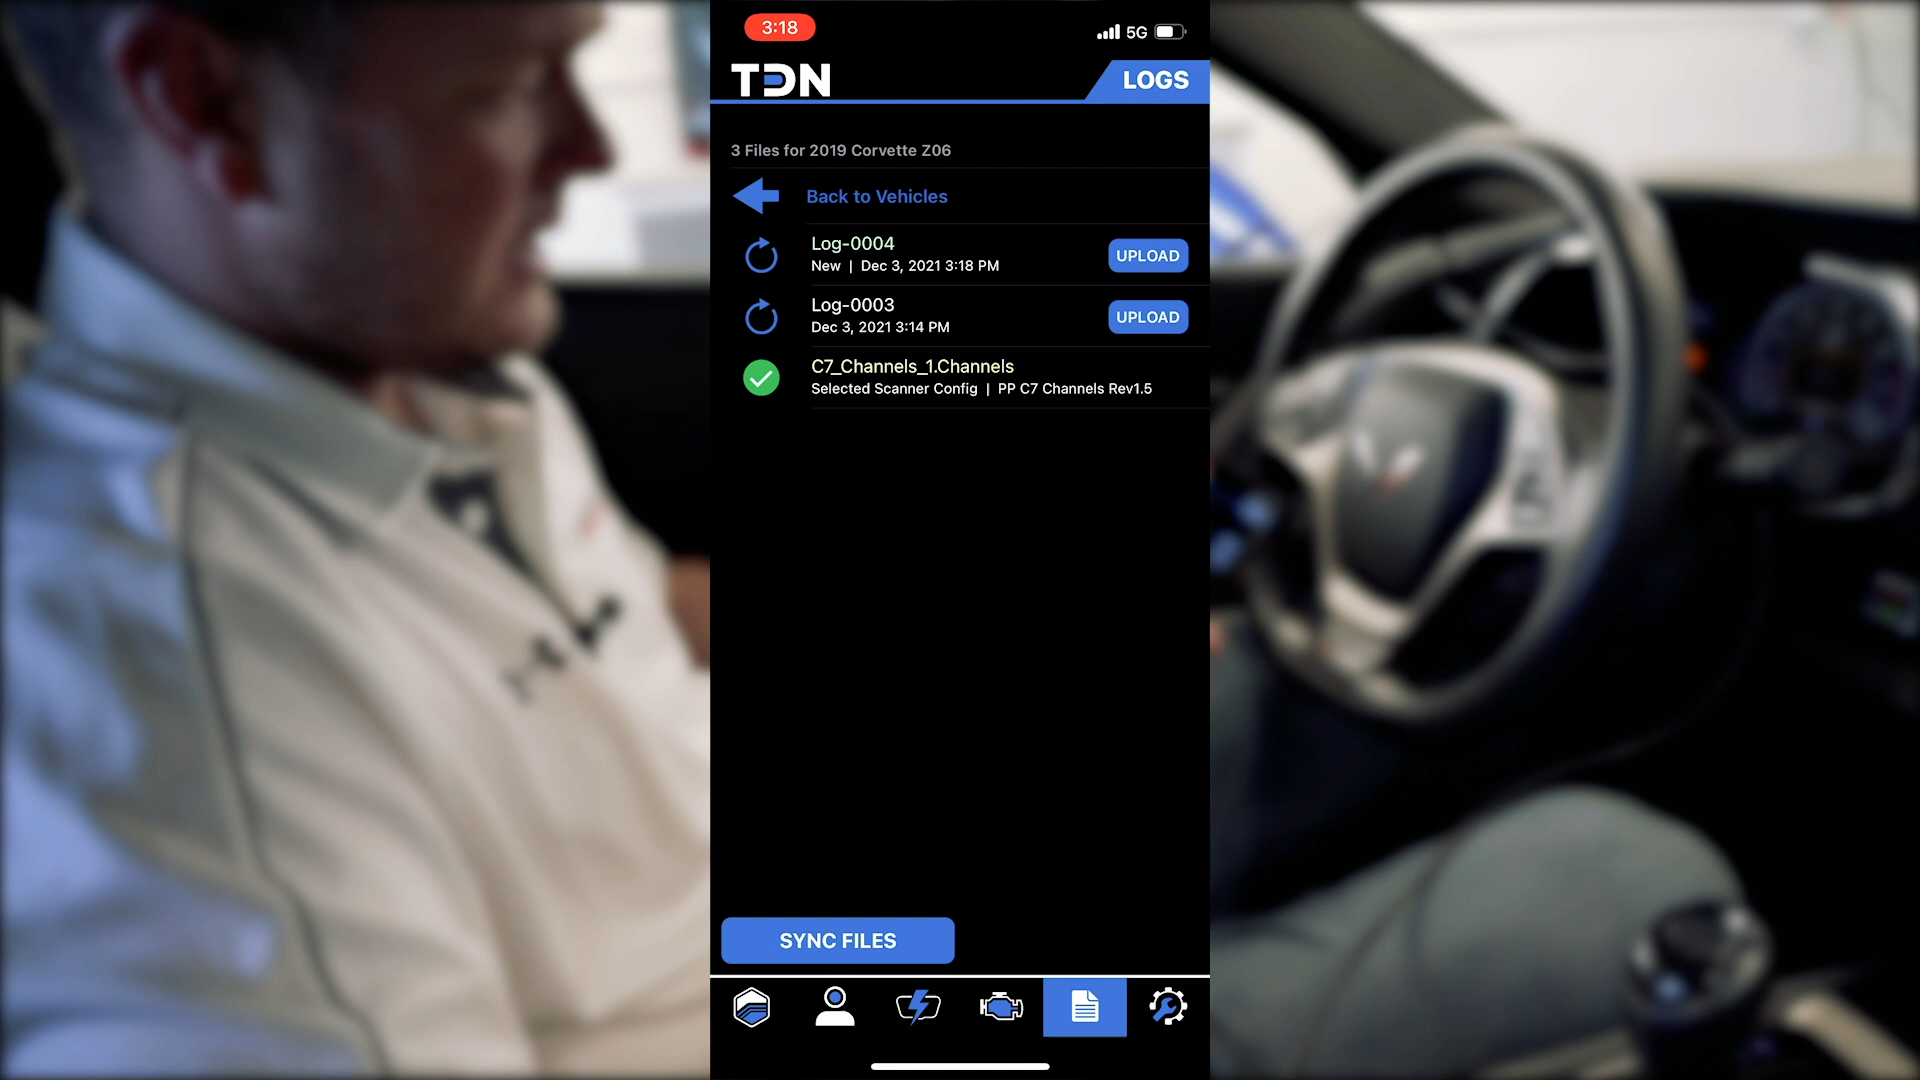 3:18
5G
TDN
LOGS
3 Files for 2019 Corvette Z06
Back to Vehicles
Log-0004
New | Dec 3, 2021 3:18 PM
UPLOAD
Log-0003
Dec 3, 2021 3:14 PM
UPLOAD
C7_Channels_1.Channels
Selected Scanner Config | PP C7 Channels Rev1.5
SYNC FILES